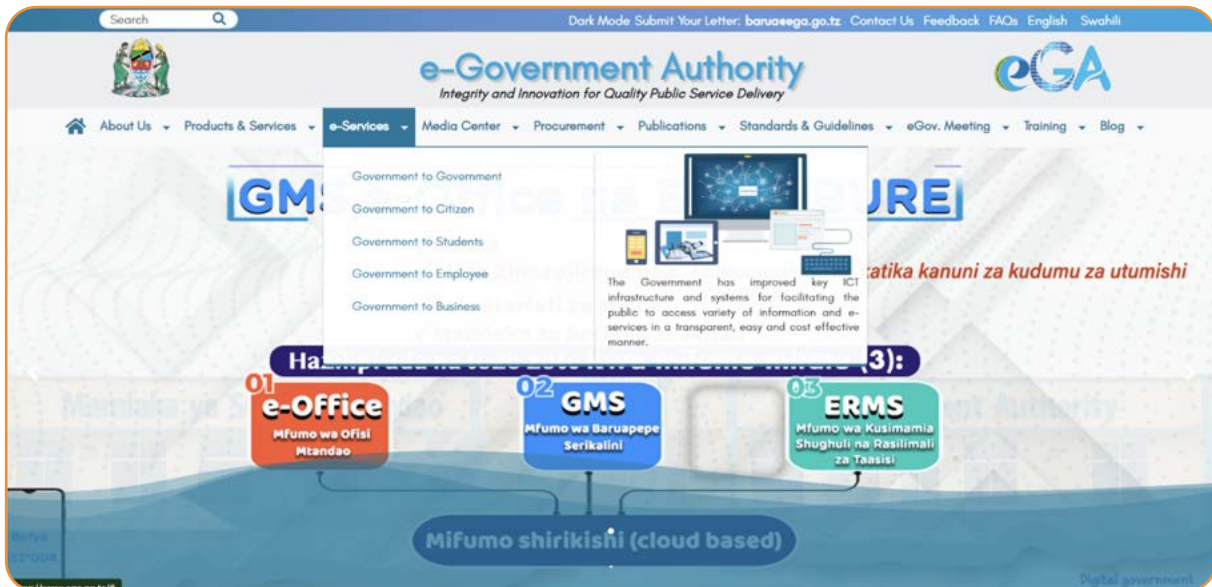 Search
Dark Mode Submit Your Letter: baruaeega.go.tz Contact Us Feedback FAQs English Swahili
e-Government Authority
Integrity and Innovation for Quality Public Service Delivery
eGA
About Us Products & Services e-Services Media Center Procurement Publications Standards & Guidelines eGov. Meeting Training Blog
Government to Government
Government to Citizen
Government to Students
Government to Employee
Government to Business
The Government has improved key ICT
infrastructure and systems for facilitating the
public to access variety of information and e-
services in a transparent, easy and cost effective
manner.
GMS
BURE
katika kanuni za kudumu za utumishi
(3):
01
e-Office
Mfumo wa Ofisi
Mtandao
02
GMS
Mfumo wa Baruapepe
Serikalini
03
ERMS
Mfumo wa Kusimamia
Shughuli na Rasilimali
za Taasisi
Mifumo shirikishi (cloud based)
Digital government